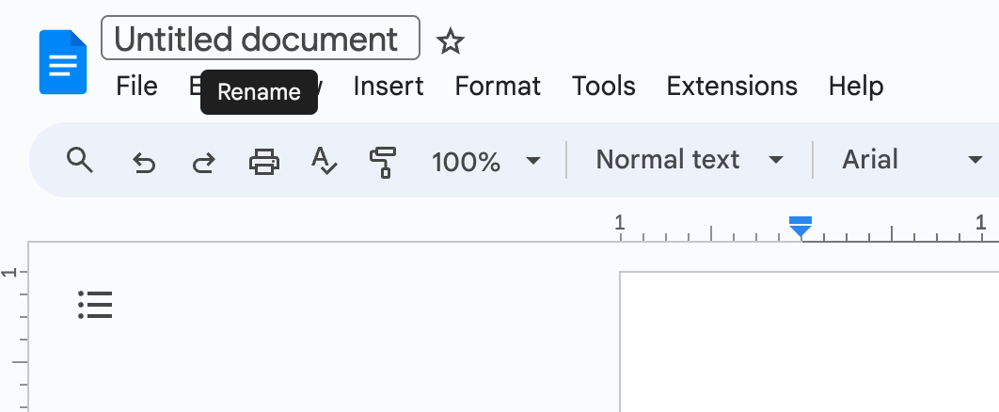 Untitled document
File Rename Insert Format Tools Extensions Help
100% Normal text Arial
1 1
1